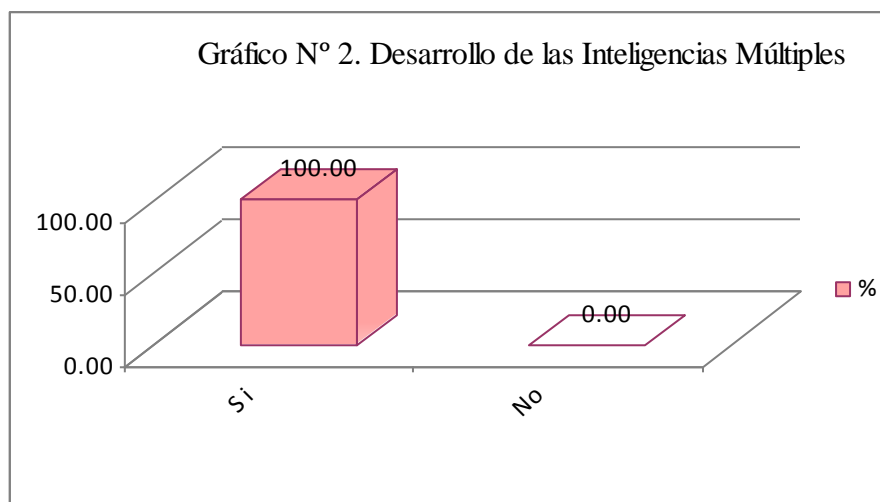 Gráfico Nº 2. Desarrollo de las Inteligencias Múltiples
100.00
100.00
50.00
0.00
0.00
%
Si
No